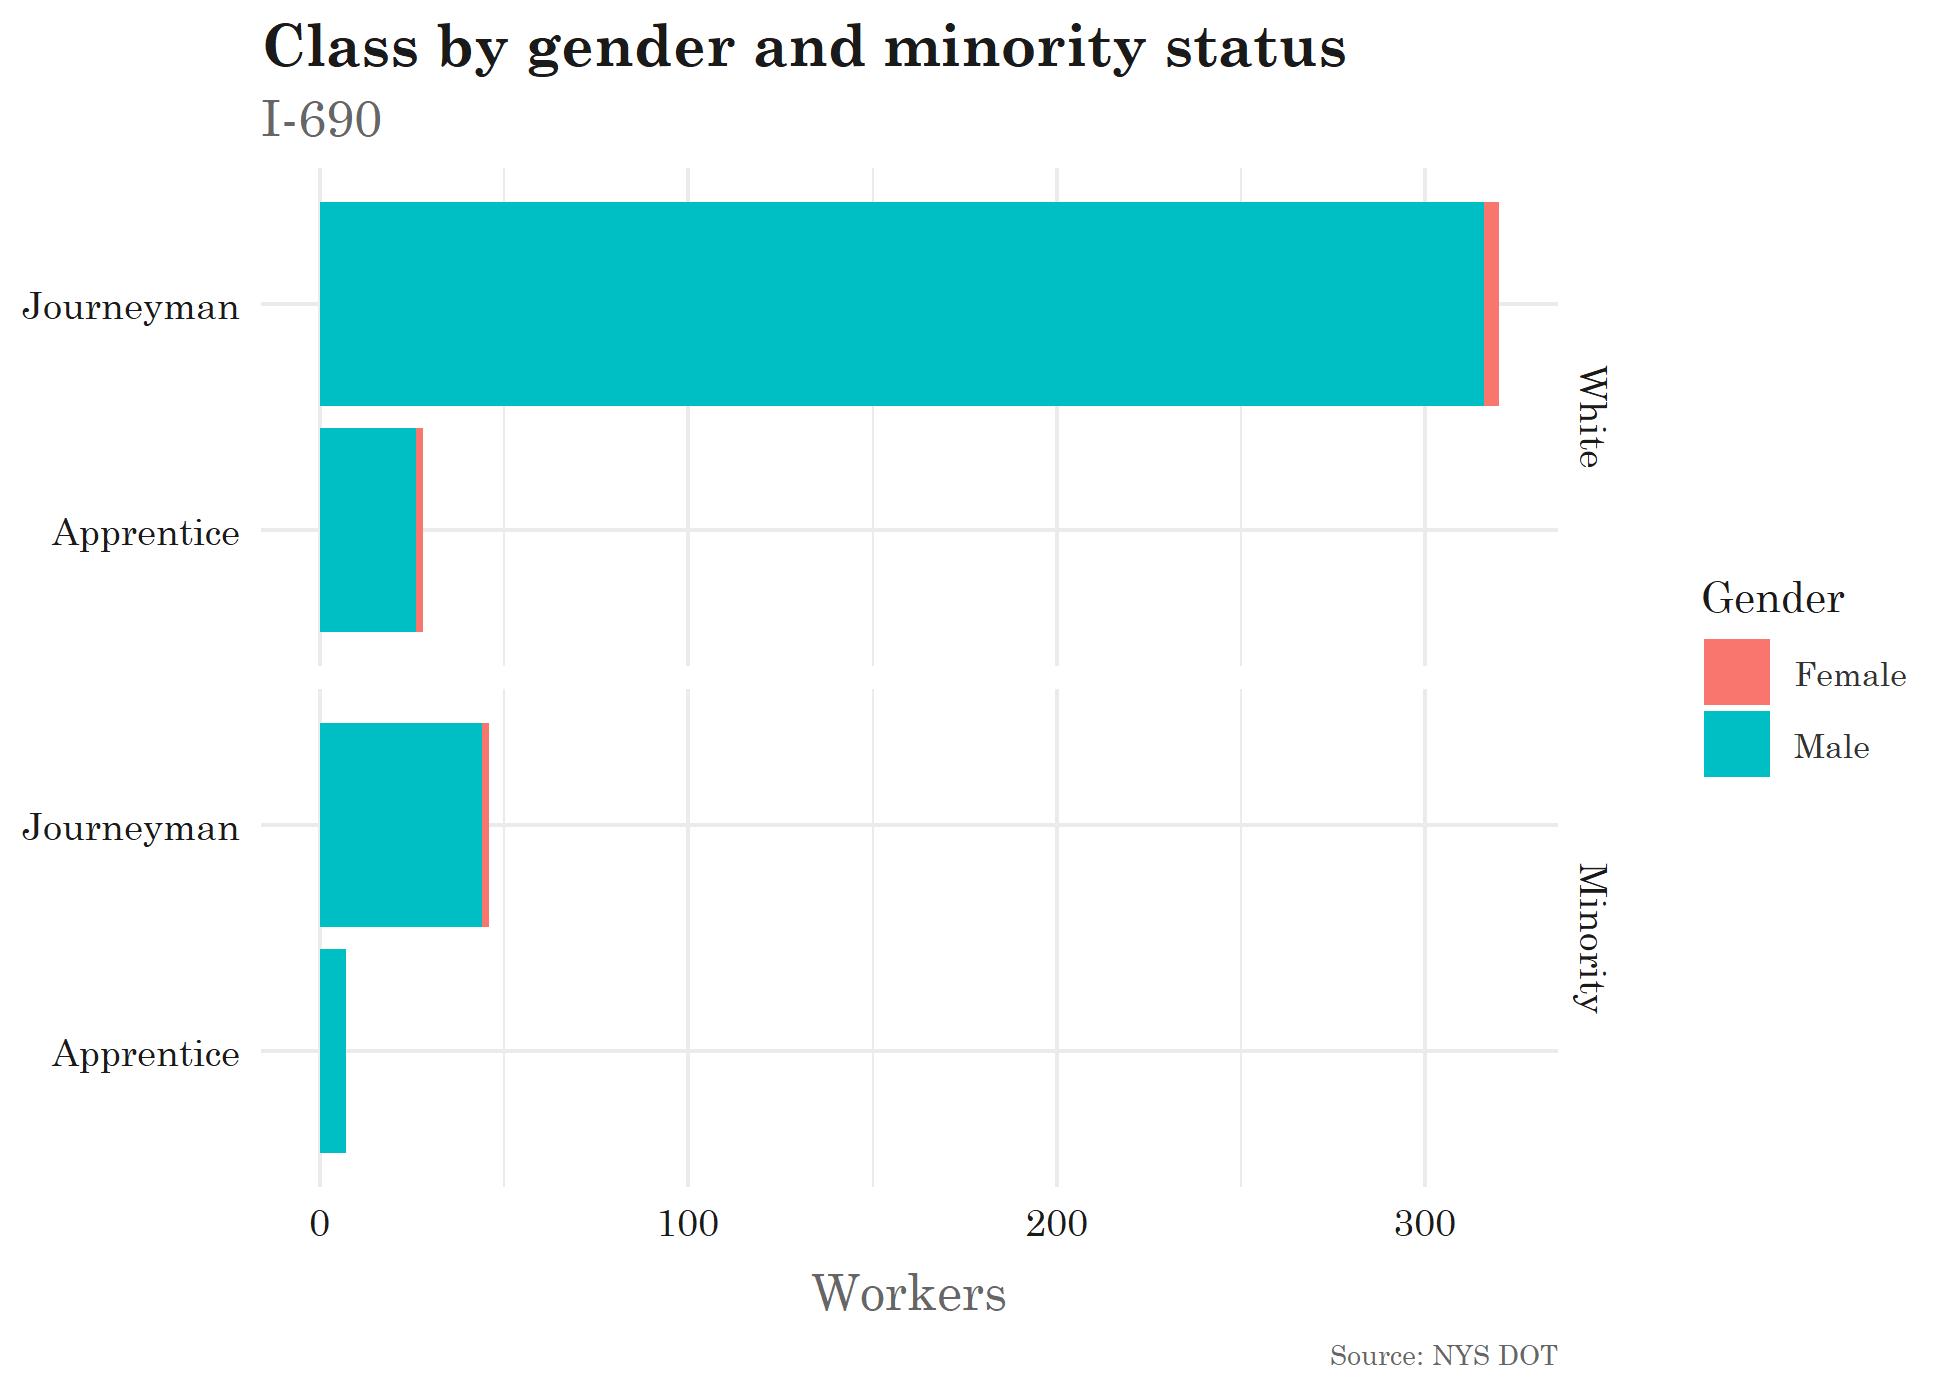 Class by gender and minority status
I-690
Journeyman
Apprentice
White
Journeyman
Apprentice
Minority
0 100 200 300
Workers
Gender
Female
Male
Source: NYS DOT